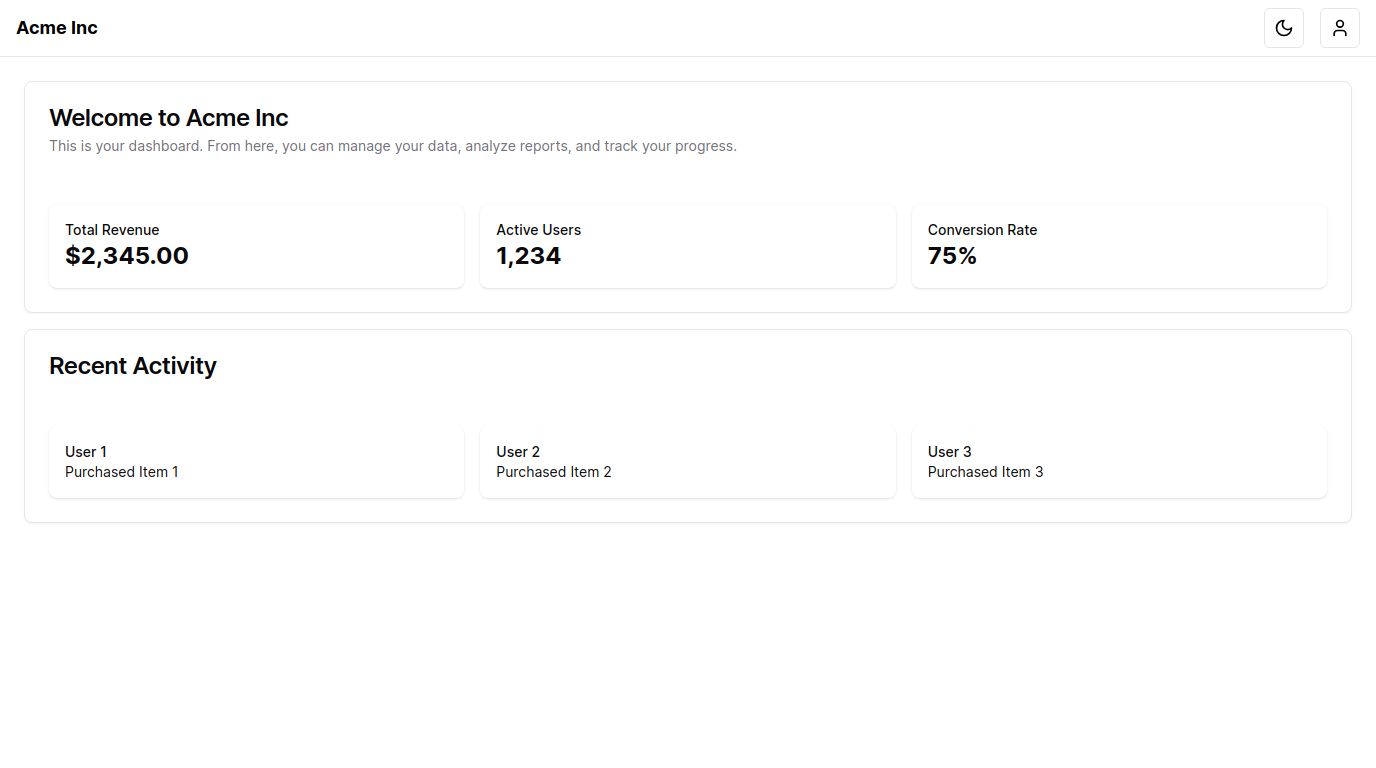 Acme Inc
Welcome to Acme Inc
This is your dashboard. From here, you can manage your data, analyze reports, and track your progress.
Total Revenue
$2,345.00
Active Users
1,234
Conversion Rate
75%
Recent Activity
User 1
Purchased Item 1
User 2
Purchased Item 2
User 3
Purchased Item 3